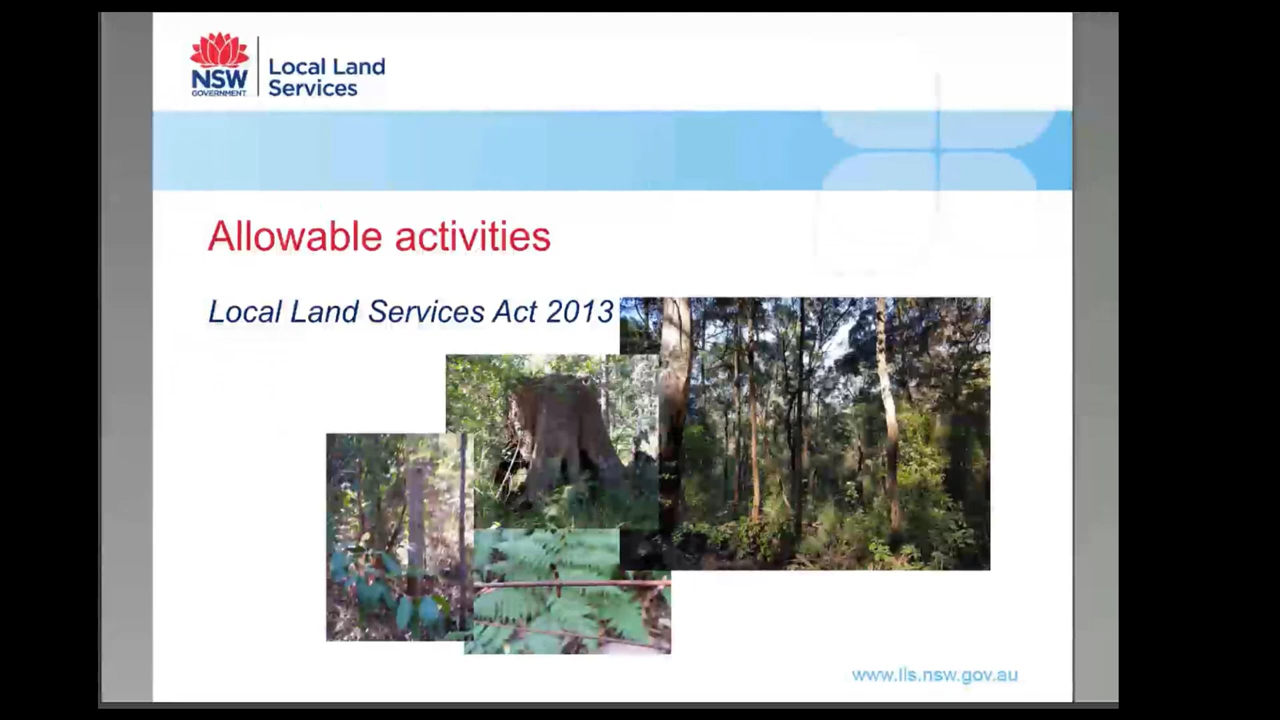 NSW
GOVERNMENT
Local Land
Services
Allowable activities
Local Land Services Act 2013
www.lls.nsw.gov.au